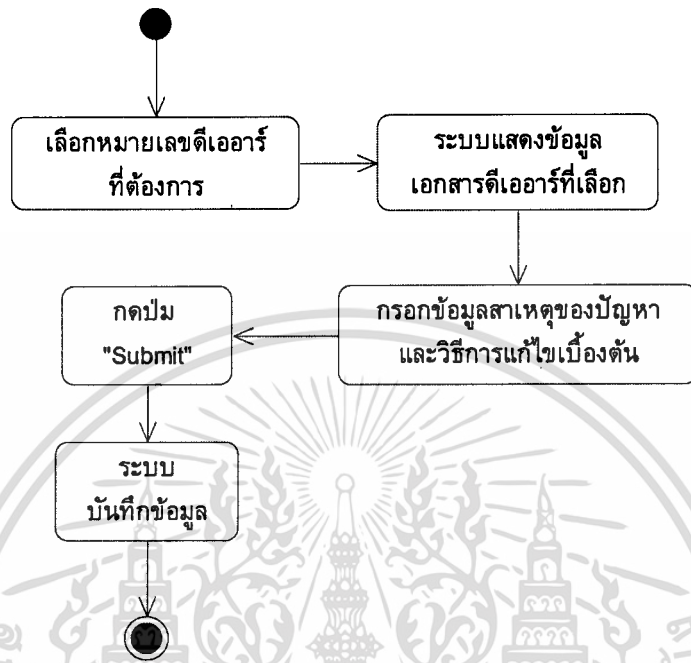 เลือกหมายเลขดีเออาร์
ที่ต้องการ
ระบบแสดงข้อมูล
เอกสารดีเออาร์ที่เลือก
กรอกข้อมูลสาเหตุของปัญหา
และวิธีการแก้ไขเบื้องต้น
กดปุ่ม
"Submit"
ระบบ
บันทึกข้อมูล